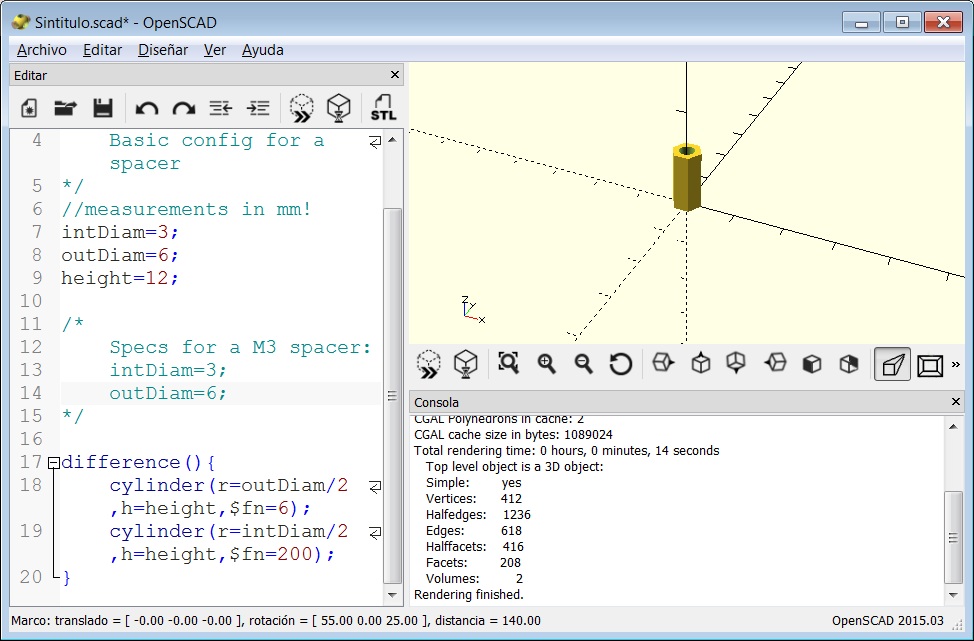 Sintitulo.scad* - OpenSCAD
Archivo Editar Diseñar Ver Ayuda
Editar
STL
4 Basic config for a
spacer
5 */
6 //measurements in mm!
7 intDiam=3;
8 outDiam=6;
9 height=12;
10
11 /*
12 Specs for a M3 spacer:
13 intDiam=3;
14 outDiam=6;
15 */
16
17 difference(){
18 cylinder(r=outDiam/2
,h=height,$fn=6);
19 cylinder(r=intDiam/2
,h=height,$fn=200);
20 }
Z
Y
X
»
Consola
CGAL Polyhedrons in cache: 2
CGAL cache size in bytes: 1089024
Total rendering time: 0 hours, 0 minutes, 14 seconds
Top level object is a 3D object:
Simple: yes
Vertices: 412
Halfedges: 1236
Edges: 618
Halffacets: 416
Facets: 208
Volumes: 2
Rendering finished.
Marco: translado = [ -0.00 -0.00 -0.00 ], rotación = [ 55.00 0.00 25.00 ], distancia = 140.00
OpenSCAD 2015.03